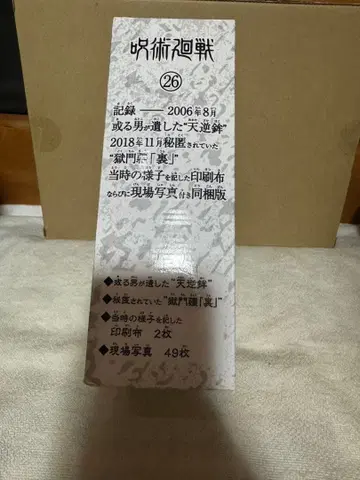 呪術廻戦
㉖
記録 ── 2006年8月
或る男が遺した“天逆鉾”
2018年11月秘匿されていた
“獄門疆「裏」”
当時の様子を記した印刷布
ならびに現場写真付き同梱版
◆或る男が遺した“天逆鉾”
◆秘匿されていた“獄門疆「裏」”
◆当時の様子を記した
印刷布 2枚
◆現場写真 49枚